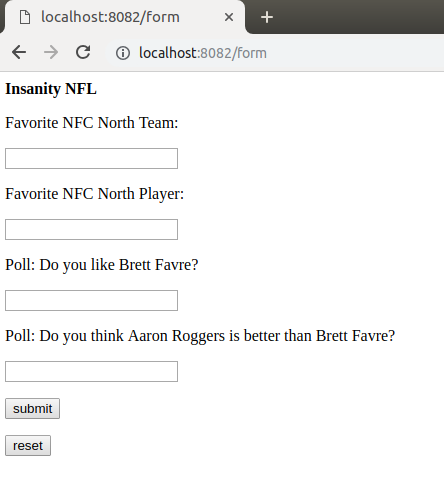 localhost:8082/form
localhost:8082/form
Insanity NFL
Favorite NFC North Team:
Favorite NFC North Player:
Poll: Do you like Brett Favre?
Poll: Do you think Aaron Roggers is better than Brett Favre?
submit
reset